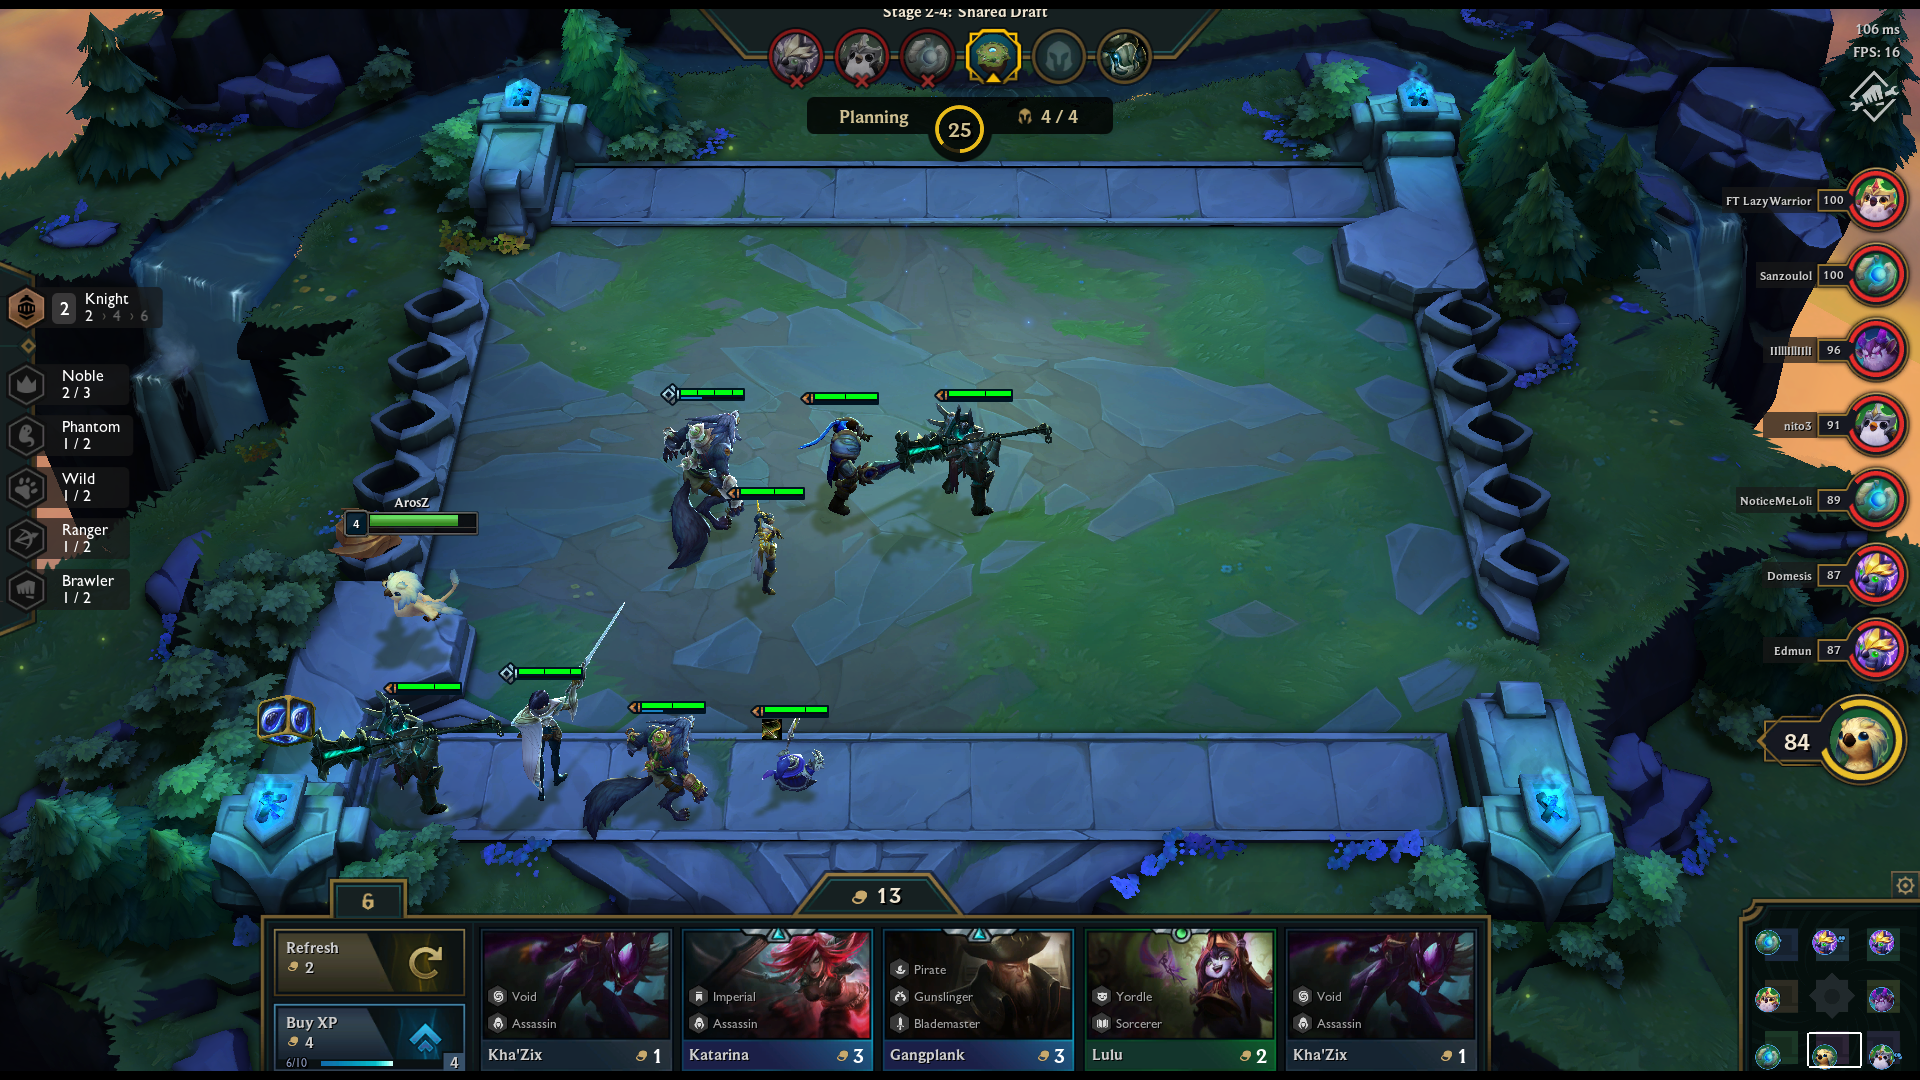 Stage 2-4: Shared Draft
106 ms
FPS: 16
Planning
25
4 / 4
FT LazyWarrior
100
Sanzoulol
100
96
nito3
91
NoticeMeLoli
89
Domesis
87
Edmun
87
84
2
Knight
2 › 4 › 6
Noble
2 / 3
Phantom
1 / 2
Wild
1 / 2
Ranger
1 / 2
Brawler
1 / 2
ArosZ
4
6
13
Refresh
2
Buy XP
4
6/10
4
Void
Assassin
Kha'Zix
1
Imperial
Assassin
Katarina
3
Pirate
Gunslinger
Blademaster
Gangplank
3
Yordle
Sorcerer
Lulu
2
Void
Assassin
Kha'Zix
1